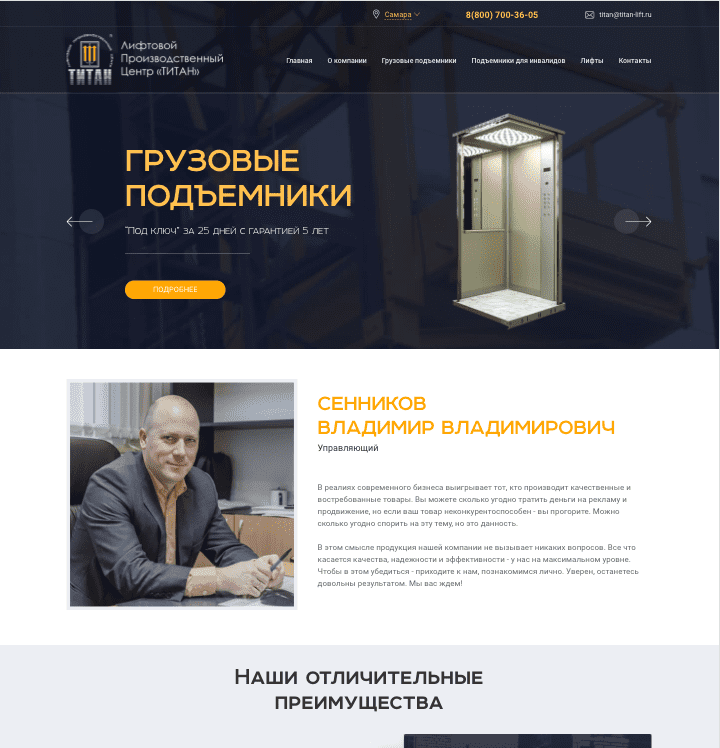 Самара
8(800) 700-36-05
titan@titan-lift.ru
ТИТАН
Лифтовой
Производственный
Центр «ТИТАН»
Главная
О компании
Грузовые подъемники
Подъемники для инвалидов
Лифты
Контакты
ГРУЗОВЫЕ
ПОДЪЕМНИКИ
"Под ключ" за 25 дней с гарантией 5 лет
ПОДРОБНЕЕ
СЕННИКОВ
ВЛАДИМИР ВЛАДИМИРОВИЧ
Управляющий
В реалиях современного бизнеса выигрывает тот, кто производит качественные и
востребованные товары. Вы можете сколько угодно тратить деньги на рекламу и
продвижение, но если ваш товар неконкурентоспособен - вы прогорите. Можно
сколько угодно спорить на эту тему, но это данность.
В этом смысле продукция нашей компании не вызывает никаких вопросов. Все что
касается качества, надежности и эффективности - у нас на максимальном уровне.
Чтобы в этом убедиться - приходите к нам, познакомимся лично. Уверен, останетесь
довольны результатом. Мы вас ждем!
Наши отличительные
преимущества